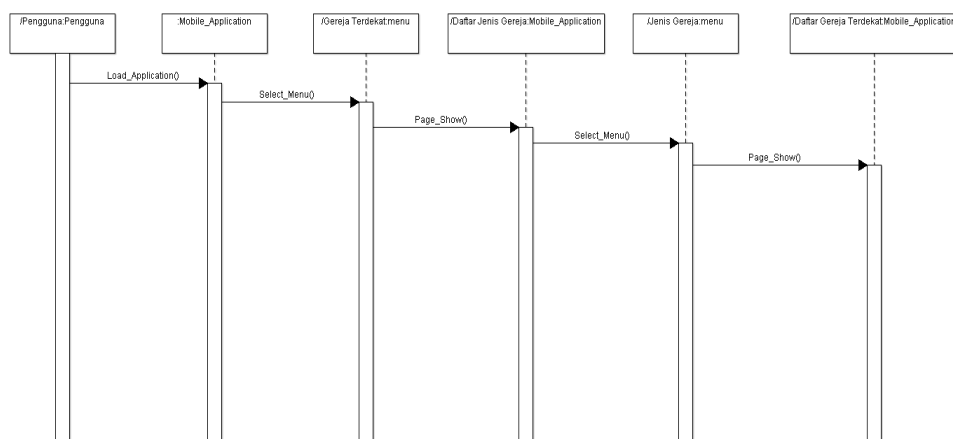 /Pengguna:Pengguna
:Mobile_Application
/Gereja Terdekat:menu
/Daftar Jenis Gereja:Mobile_Application
/Jenis Gereja:menu
/Daftar Gereja Terdekat:Mobile_Application
Load_Application()
Select_Menu()
Page_Show()
Select_Menu()
Page_Show()